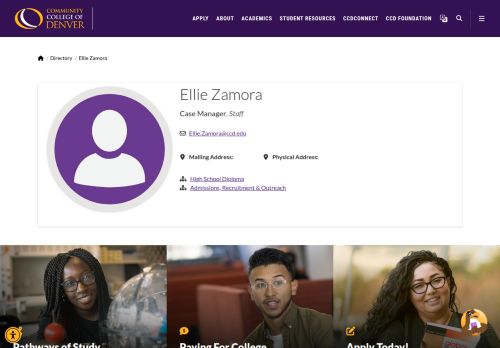 COMMUNITY
COLLEGE OF
DENVER
APPLY ABOUT ACADEMICS STUDENT RESOURCES CCDCONNECT CCD FOUNDATION
/ Directory / Ellie Zamora
Ellie Zamora
Case Manager, Staff
Ellie.Zamora@ccd.edu
Mailing Address: Physical Address:
High School Diploma
Admissions, Recruitment & Outreach
Pathways of Study Paying For College Apply Today!